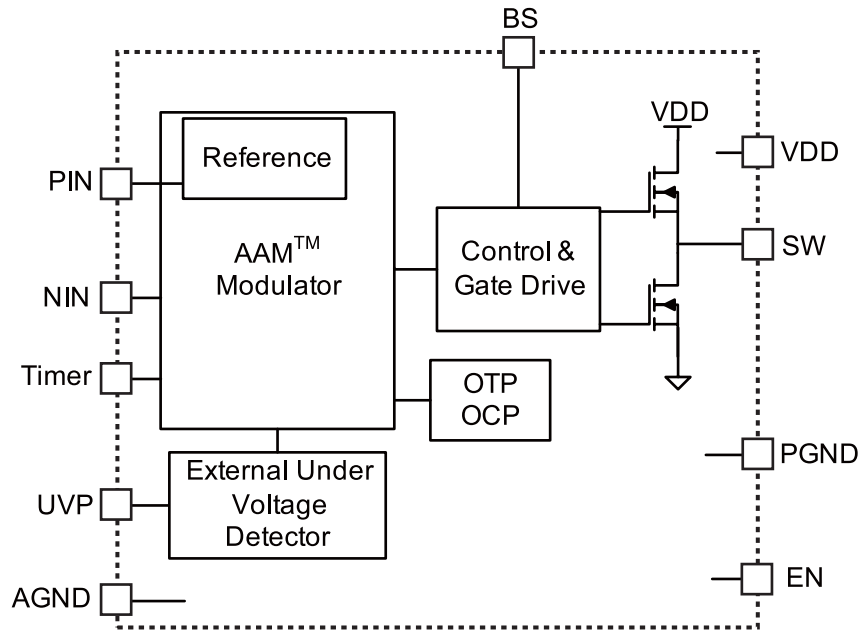 BS
VDD
Reference
VDD
PIN
AAM™
Modulator
Control &
Gate Drive
SW
NIN
Timer
OTP
OCP
PGND
External Under
Voltage
Detector
UVP
EN
AGND